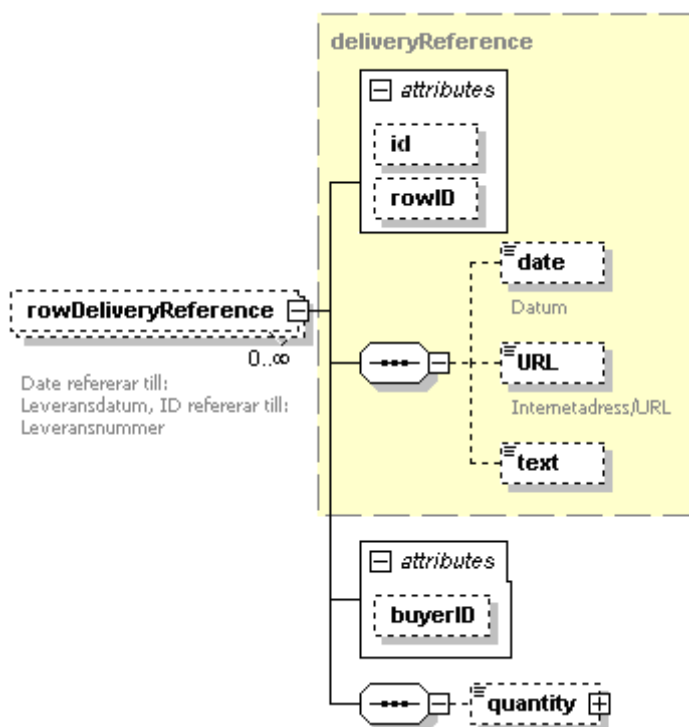 deliveryReference
attributes
id
rowID
date
Datum
rowDeliveryReference
0..∞
Date refererar till:
Leveransdatum, ID refererar till:
Leveransnummer
URL
Internetadress/URL
text
attributes
buyerID
quantity